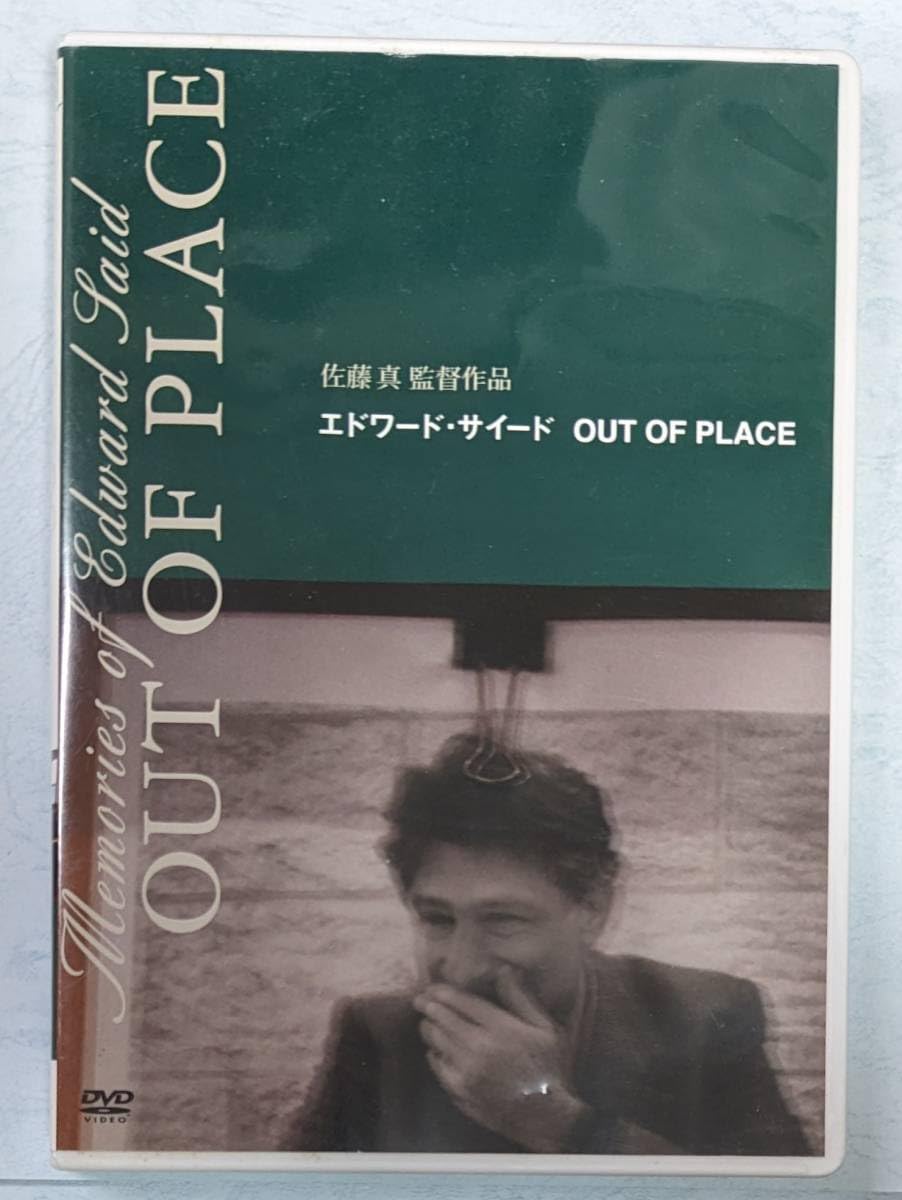 Memories of Edward Said
OUT OF PLACE
佐藤 真 監督作品
エドワード・サイード OUT OF PLACE
DVD
VIDEO